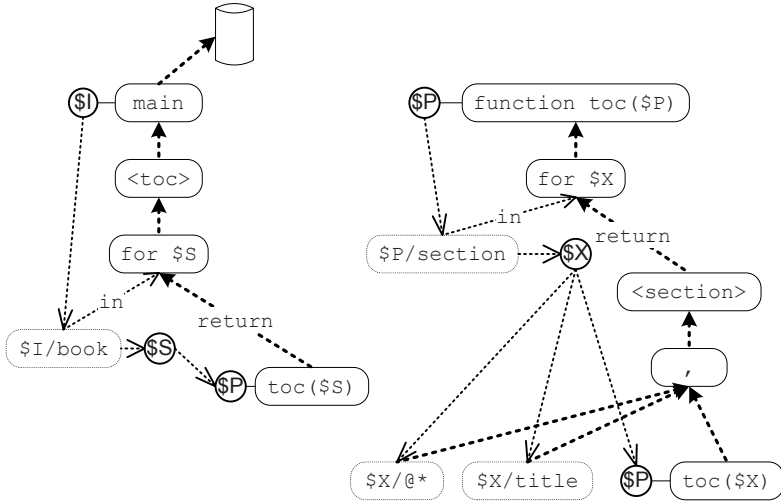 $I main
<toc>
for $S
in
return
$I/book $S
$P toc($S)
$P function toc($P)
for $X
in
return
$P/section $X
<section>
,
$X/@* $X/title $P toc($X)